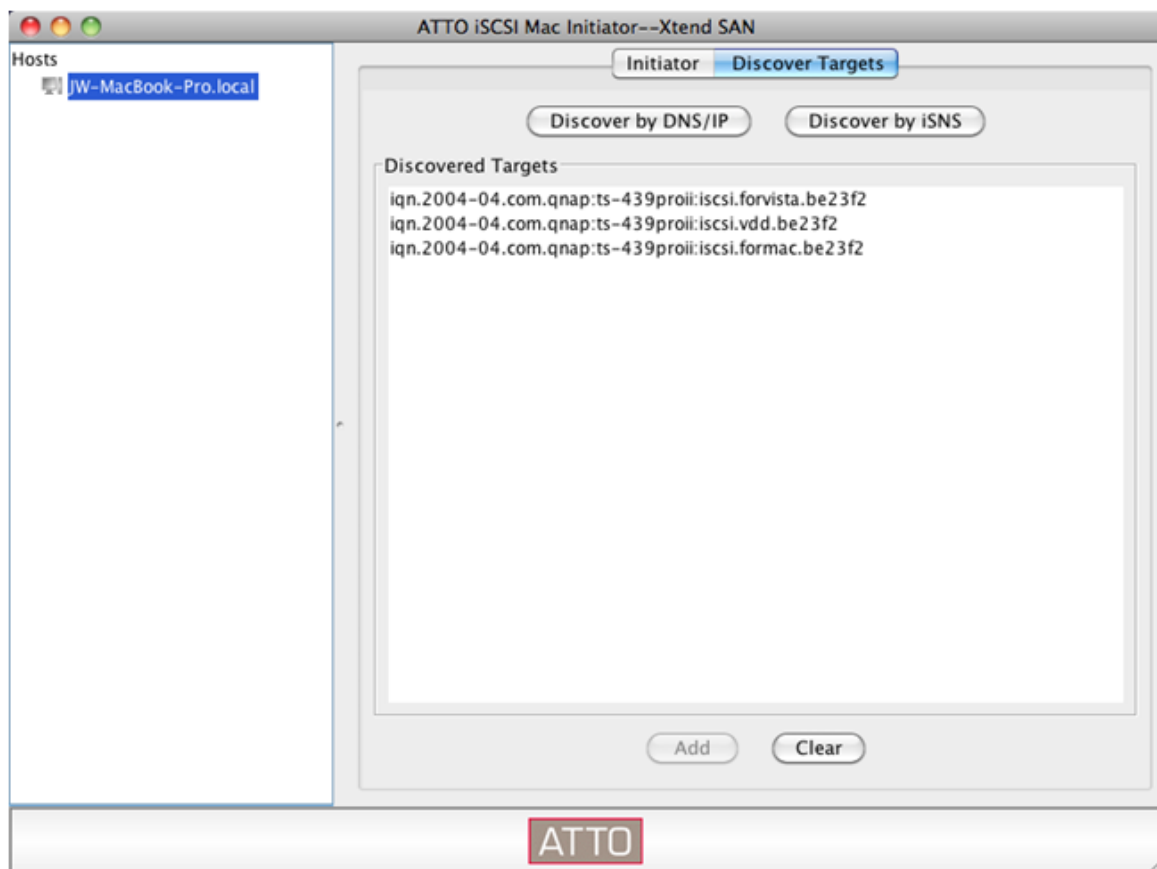 ATTO iSCSI Mac Initiator--Xtend SAN
Hosts
JW-MacBook-Pro.local
Initiator
Discover Targets
Discover by DNS/IP
Discover by iSNS
Discovered Targets
iqn.2004-04.com.qnap:ts-439proii:iscsi.forvista.be23f2
iqn.2004-04.com.qnap:ts-439proii:iscsi.vdd.be23f2
iqn.2004-04.com.qnap:ts-439proii:iscsi.formac.be23f2
Add
Clear
ATTO